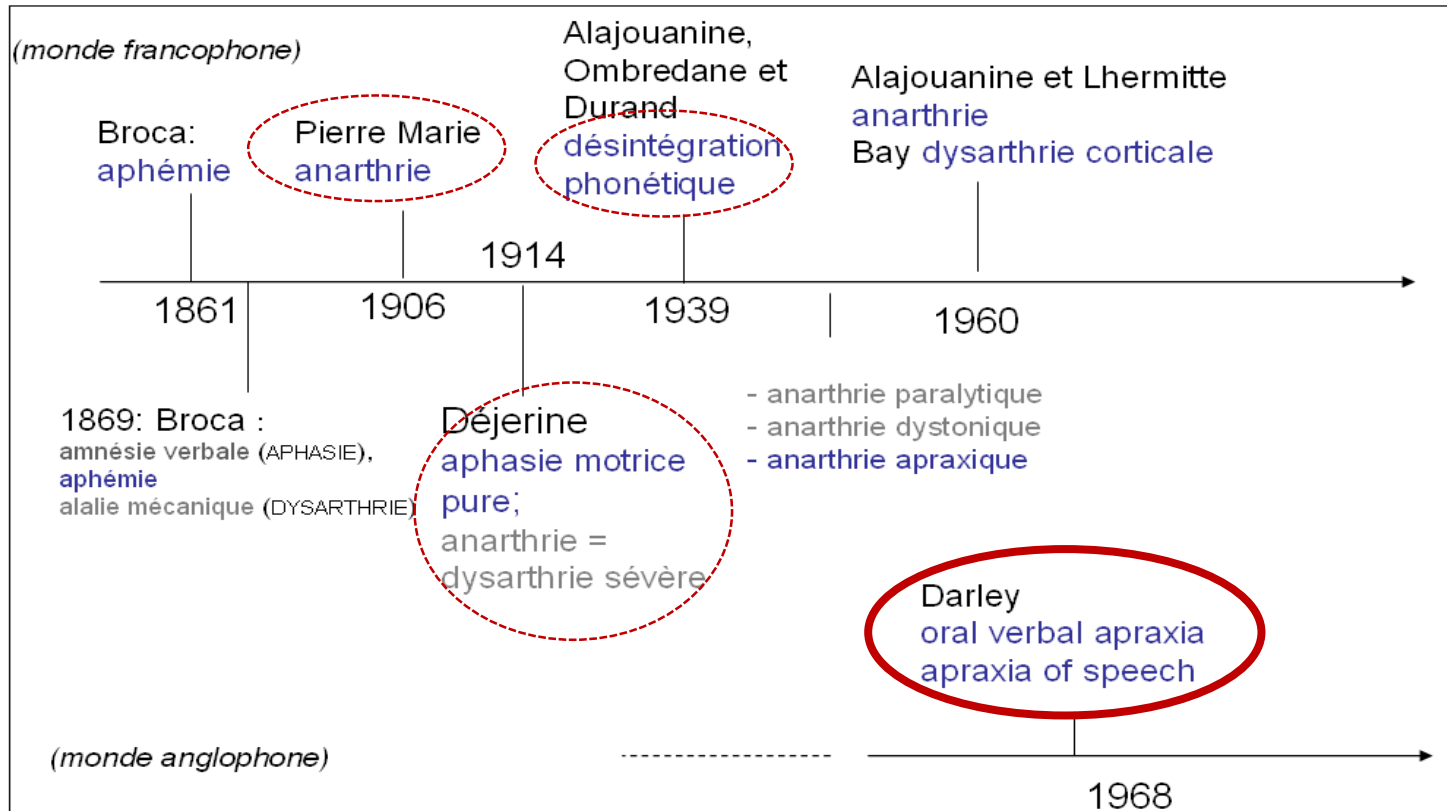 (monde francophone)
Broca:
aphémie
Pierre Marie
anarthrie
Alajouanine,
Ombredane et
Durand
désintégration
phonétique
Alajouanine et Lhermitte
anarthrie
Bay dysarthrie corticale
1861
1906
1914
1939
1960
1869: Broca :
amnésie verbale (APHASIE),
aphémie
alalie mécanique (DYSARTHRIE)
Déjerine
aphasie motrice
pure;
anarthrie =
dysarthrie sévère
- anarthrie paralytique
- anarthrie dystonique
- anarthrie apraxique
Darley
oral verbal apraxia
apraxia of speech
(monde anglophone)
1968